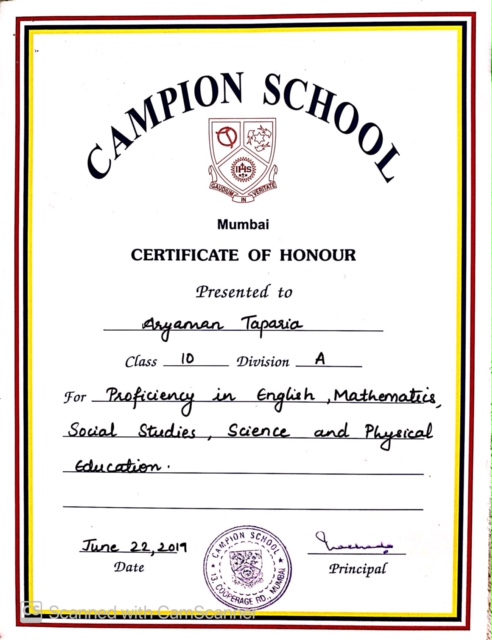 CAMPION SCHOOL
IHS
GAUDIUM IN VERITATE
Mumbai
CERTIFICATE OF HONOUR
Presented to
Aryaman Taparia
Class 10 Division A
For Proficiency in English, Mathematics,
Social Studies, Science and Physical
Education.
June 22, 2019
Date
Principal
CAMPION SCHOOL
13, COOPERAGE RD., MUMBAI
Scanned with CamScanner